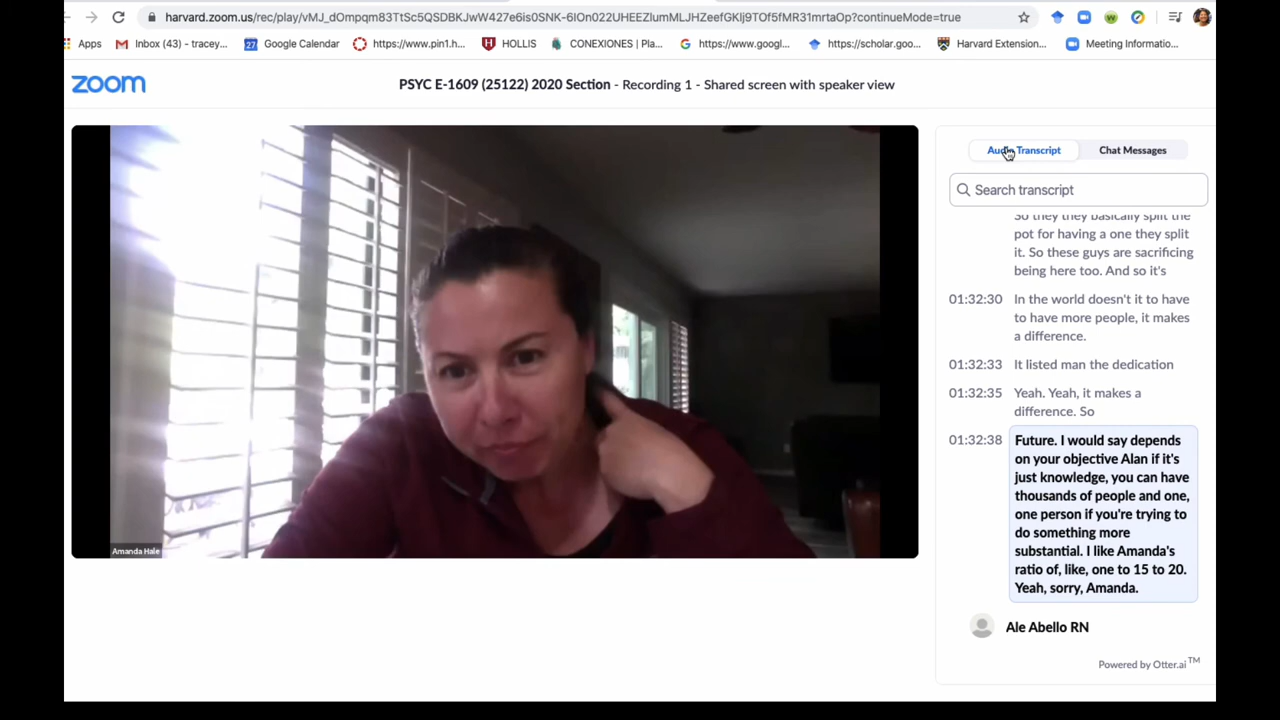 harvard.zoom.us/rec/play/vMJ_dOmpqm83TtSc5QSDBKJwW427e6is0SNK-6IOn022UHEEZlumMLJHZeefGKlj9TOf5fMR31mrtaOp?continueMode=true
Apps Inbox (43) - tracey... Google Calendar https://www.pin1.h... HOLLIS CONEXIONES | Pla... https://www.googl... https://scholar.goo... Harvard Extension... Meeting Informatio...
zoom
PSYC E-1609 (25122) 2020 Section - Recording 1 - Shared screen with speaker view
Audio Transcript Chat Messages
Search transcript
So they they basically split the
pot for having a one they split
it. So these guys are sacrificing
being here too. And so it's
01:32:30 In the world doesn't it to have
to have more people, it makes
a difference.
01:32:33 It listed man the dedication
01:32:35 Yeah. Yeah, it makes a
difference. So
01:32:38 Future. I would say depends
on your objective Alan if it's
just knowledge, you can have
thousands of people and one,
one person if you're trying to
do something more
substantial. I like Amanda's
ratio of, like, one to 15 to 20.
Yeah, sorry, Amanda.
Amanda Hale
Ale Abello RN
Powered by Otter.ai™